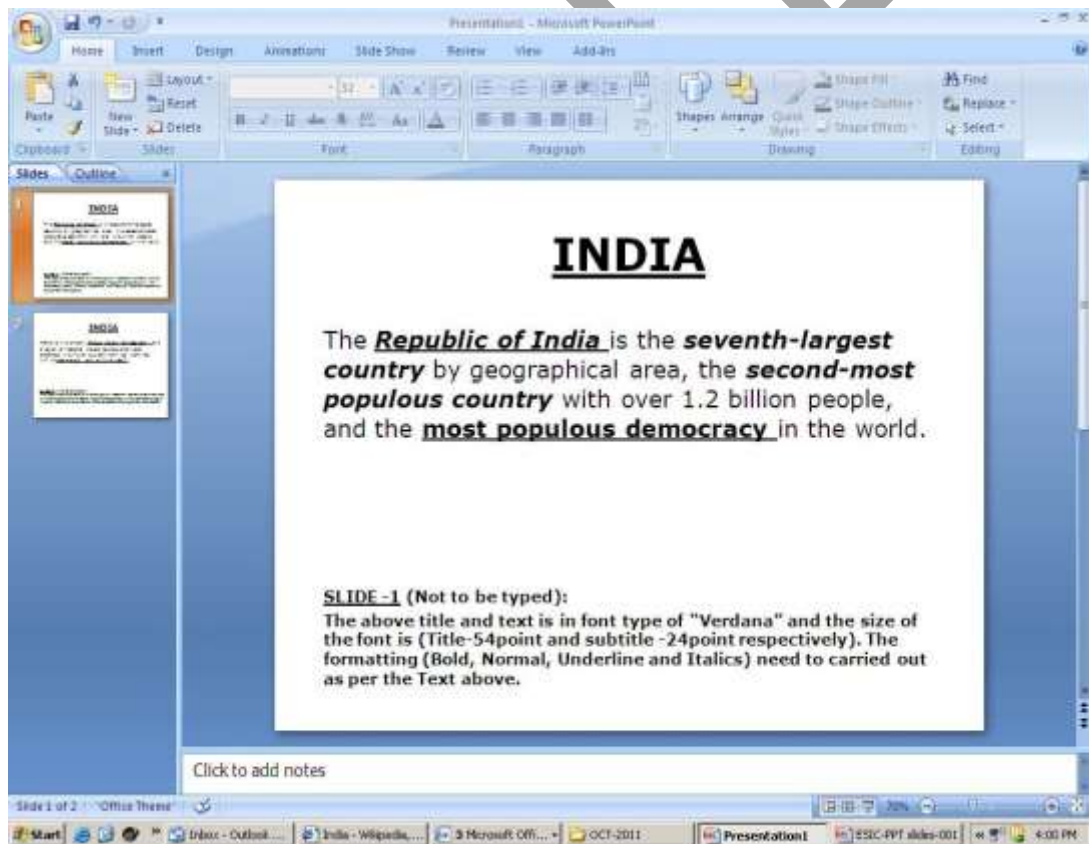 Presentation1 - Microsoft PowerPoint
Home Insert Design Animations Slide Show Review View Add-Ins
Paste
New Slide
Layout
Reset
Delete
32
Shapes Arrange Quick Styles
Shape Fill
Shape Outline
Shape Effects
Find
Replace
Select
Clipboard Slides Font Paragraph Drawing Editing
Slides Outline
INDIA
INDIA
INDIA
The Republic of India is the seventh-largest
country by geographical area, the second-most
populous country with over 1.2 billion people,
and the most populous democracy in the world.
SLIDE -1 (Not to be typed):
The above title and text is in font type of "Verdana" and the size of
the font is (Title-54point and subtitle -24point respectively). The
formatting (Bold, Normal, Underline and Italics) need to carried out
as per the Text above.
Click to add notes
Slide 1 of 2 "Office Theme" 70%
Start Inbox - Outlook ... India - Wikipedia, ... 3 Microsoft Offi... OCT-2011 Presentation1 ESIC-PPT slides-001 4:00 PM